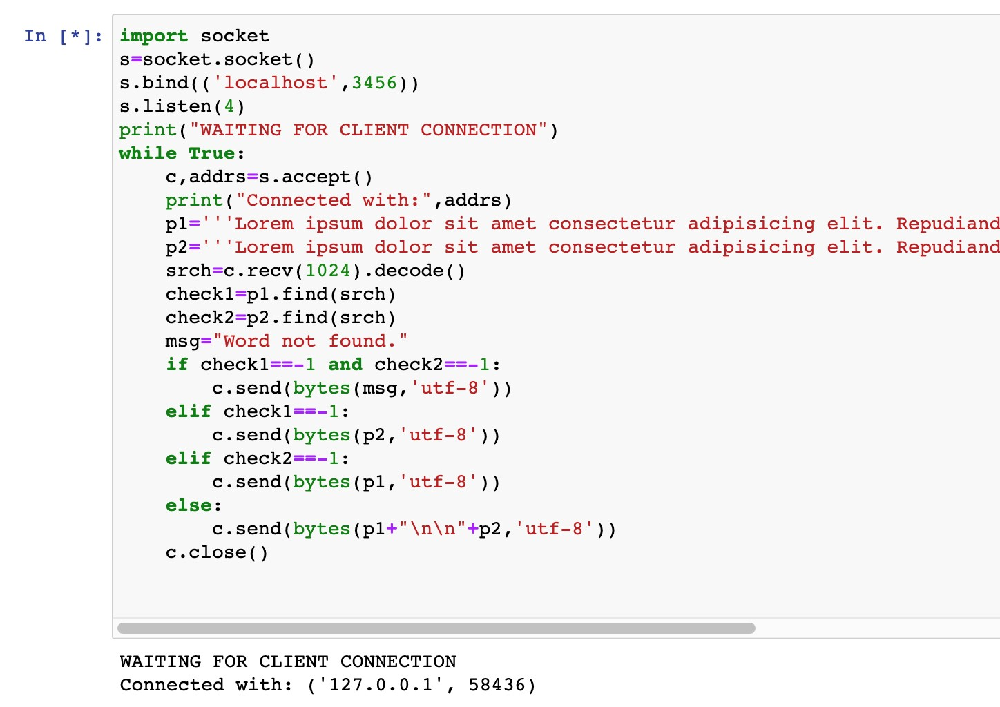 In [*]:
import socket
s=socket.socket()
s.bind(('localhost',3456))
s.listen(4)
print("WAITING FOR CLIENT CONNECTION")
while True:
    c,addrs=s.accept()
    print("Connected with:",addrs)
    p1='''Lorem ipsum dolor sit amet consectetur adipisicing elit. Repudiand
    p2='''Lorem ipsum dolor sit amet consectetur adipisicing elit. Repudiand
    srch=c.recv(1024).decode()
    check1=p1.find(srch)
    check2=p2.find(srch)
    msg="Word not found."
    if check1==-1 and check2==-1:
        c.send(bytes(msg,'utf-8'))
    elif check1==-1:
        c.send(bytes(p2,'utf-8'))
    elif check2==-1:
        c.send(bytes(p1,'utf-8'))
    else:
        c.send(bytes(p1+"\n\n"+p2,'utf-8'))
    c.close()
WAITING FOR CLIENT CONNECTION
Connected with: ('127.0.0.1', 58436)